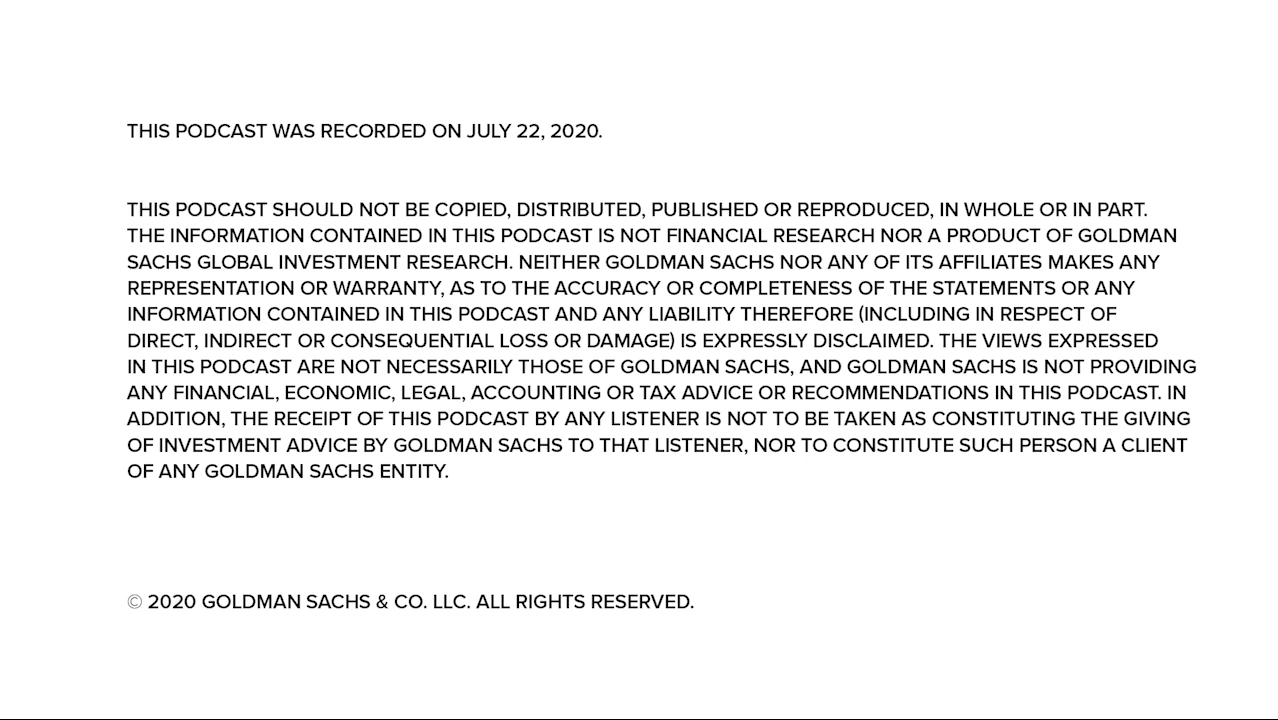 THIS PODCAST WAS RECORDED ON JULY 22, 2020.
THIS PODCAST SHOULD NOT BE COPIED, DISTRIBUTED, PUBLISHED OR REPRODUCED, IN WHOLE OR IN PART.
THE INFORMATION CONTAINED IN THIS PODCAST IS NOT FINANCIAL RESEARCH NOR A PRODUCT OF GOLDMAN
SACHS GLOBAL INVESTMENT RESEARCH. NEITHER GOLDMAN SACHS NOR ANY OF ITS AFFILIATES MAKES ANY
REPRESENTATION OR WARRANTY, AS TO THE ACCURACY OR COMPLETENESS OF THE STATEMENTS OR ANY
INFORMATION CONTAINED IN THIS PODCAST AND ANY LIABILITY THEREFORE (INCLUDING IN RESPECT OF
DIRECT, INDIRECT OR CONSEQUENTIAL LOSS OR DAMAGE) IS EXPRESSLY DISCLAIMED. THE VIEWS EXPRESSED
IN THIS PODCAST ARE NOT NECESSARILY THOSE OF GOLDMAN SACHS, AND GOLDMAN SACHS IS NOT PROVIDING
ANY FINANCIAL, ECONOMIC, LEGAL, ACCOUNTING OR TAX ADVICE OR RECOMMENDATIONS IN THIS PODCAST. IN
ADDITION, THE RECEIPT OF THIS PODCAST BY ANY LISTENER IS NOT TO BE TAKEN AS CONSTITUTING THE GIVING
OF INVESTMENT ADVICE BY GOLDMAN SACHS TO THAT LISTENER, NOR TO CONSTITUTE SUCH PERSON A CLIENT
OF ANY GOLDMAN SACHS ENTITY.
© 2020 GOLDMAN SACHS & CO. LLC. ALL RIGHTS RESERVED.